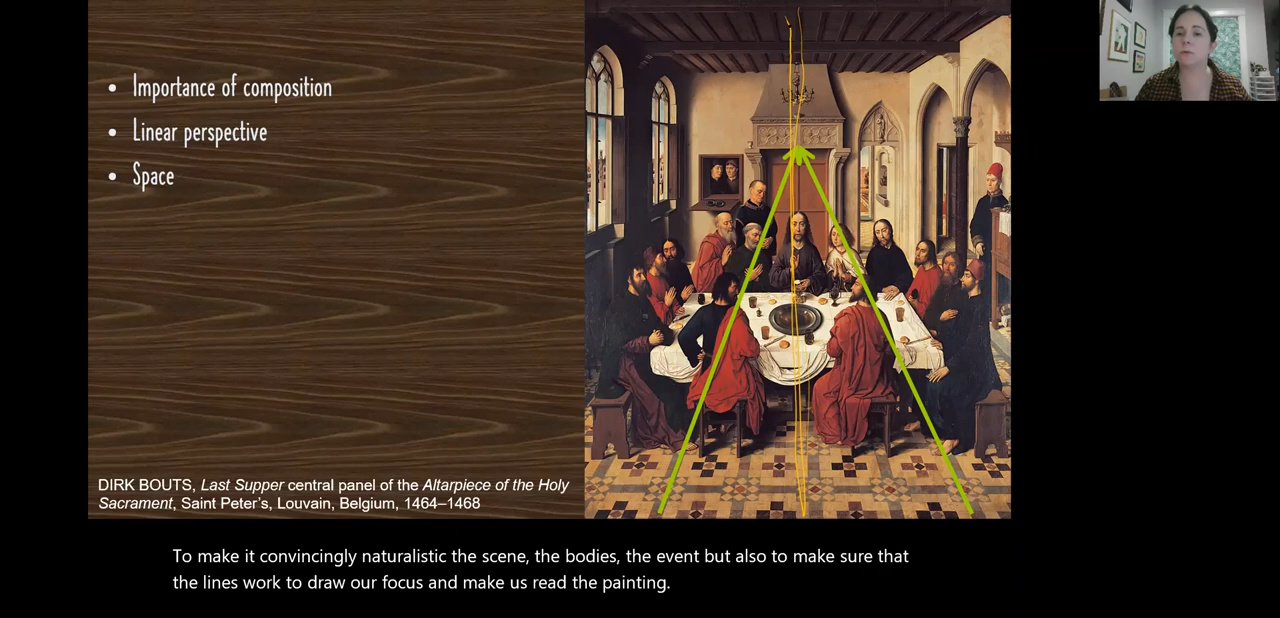 Importance of composition
Linear perspective
Space
DIRK BOUTS, Last Supper central panel of the Altarpiece of the Holy
Sacrament, Saint Peter's, Louvain, Belgium, 1464–1468
To make it convincingly naturalistic the scene, the bodies, the event but also to make sure that
the lines work to draw our focus and make us read the painting.